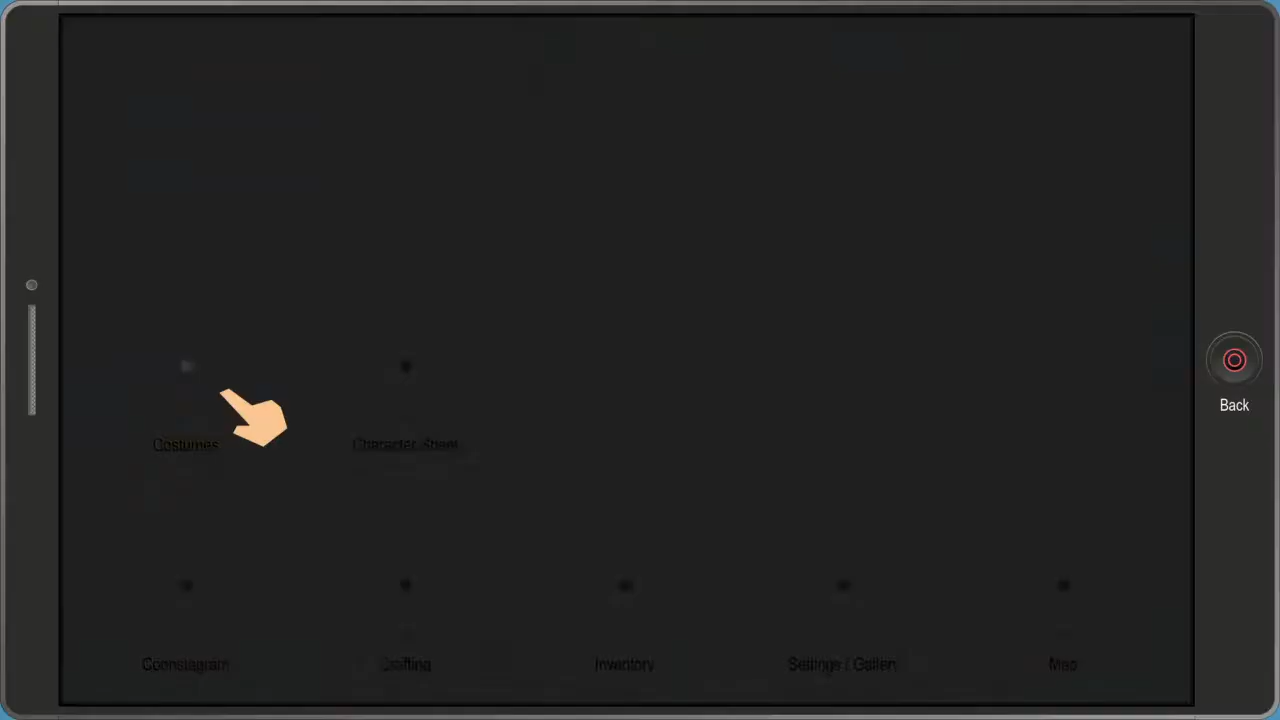 Back
Costumes
Character Sheet
Coonstagram
Crafting
Inventory
Settings / Gallery
Map